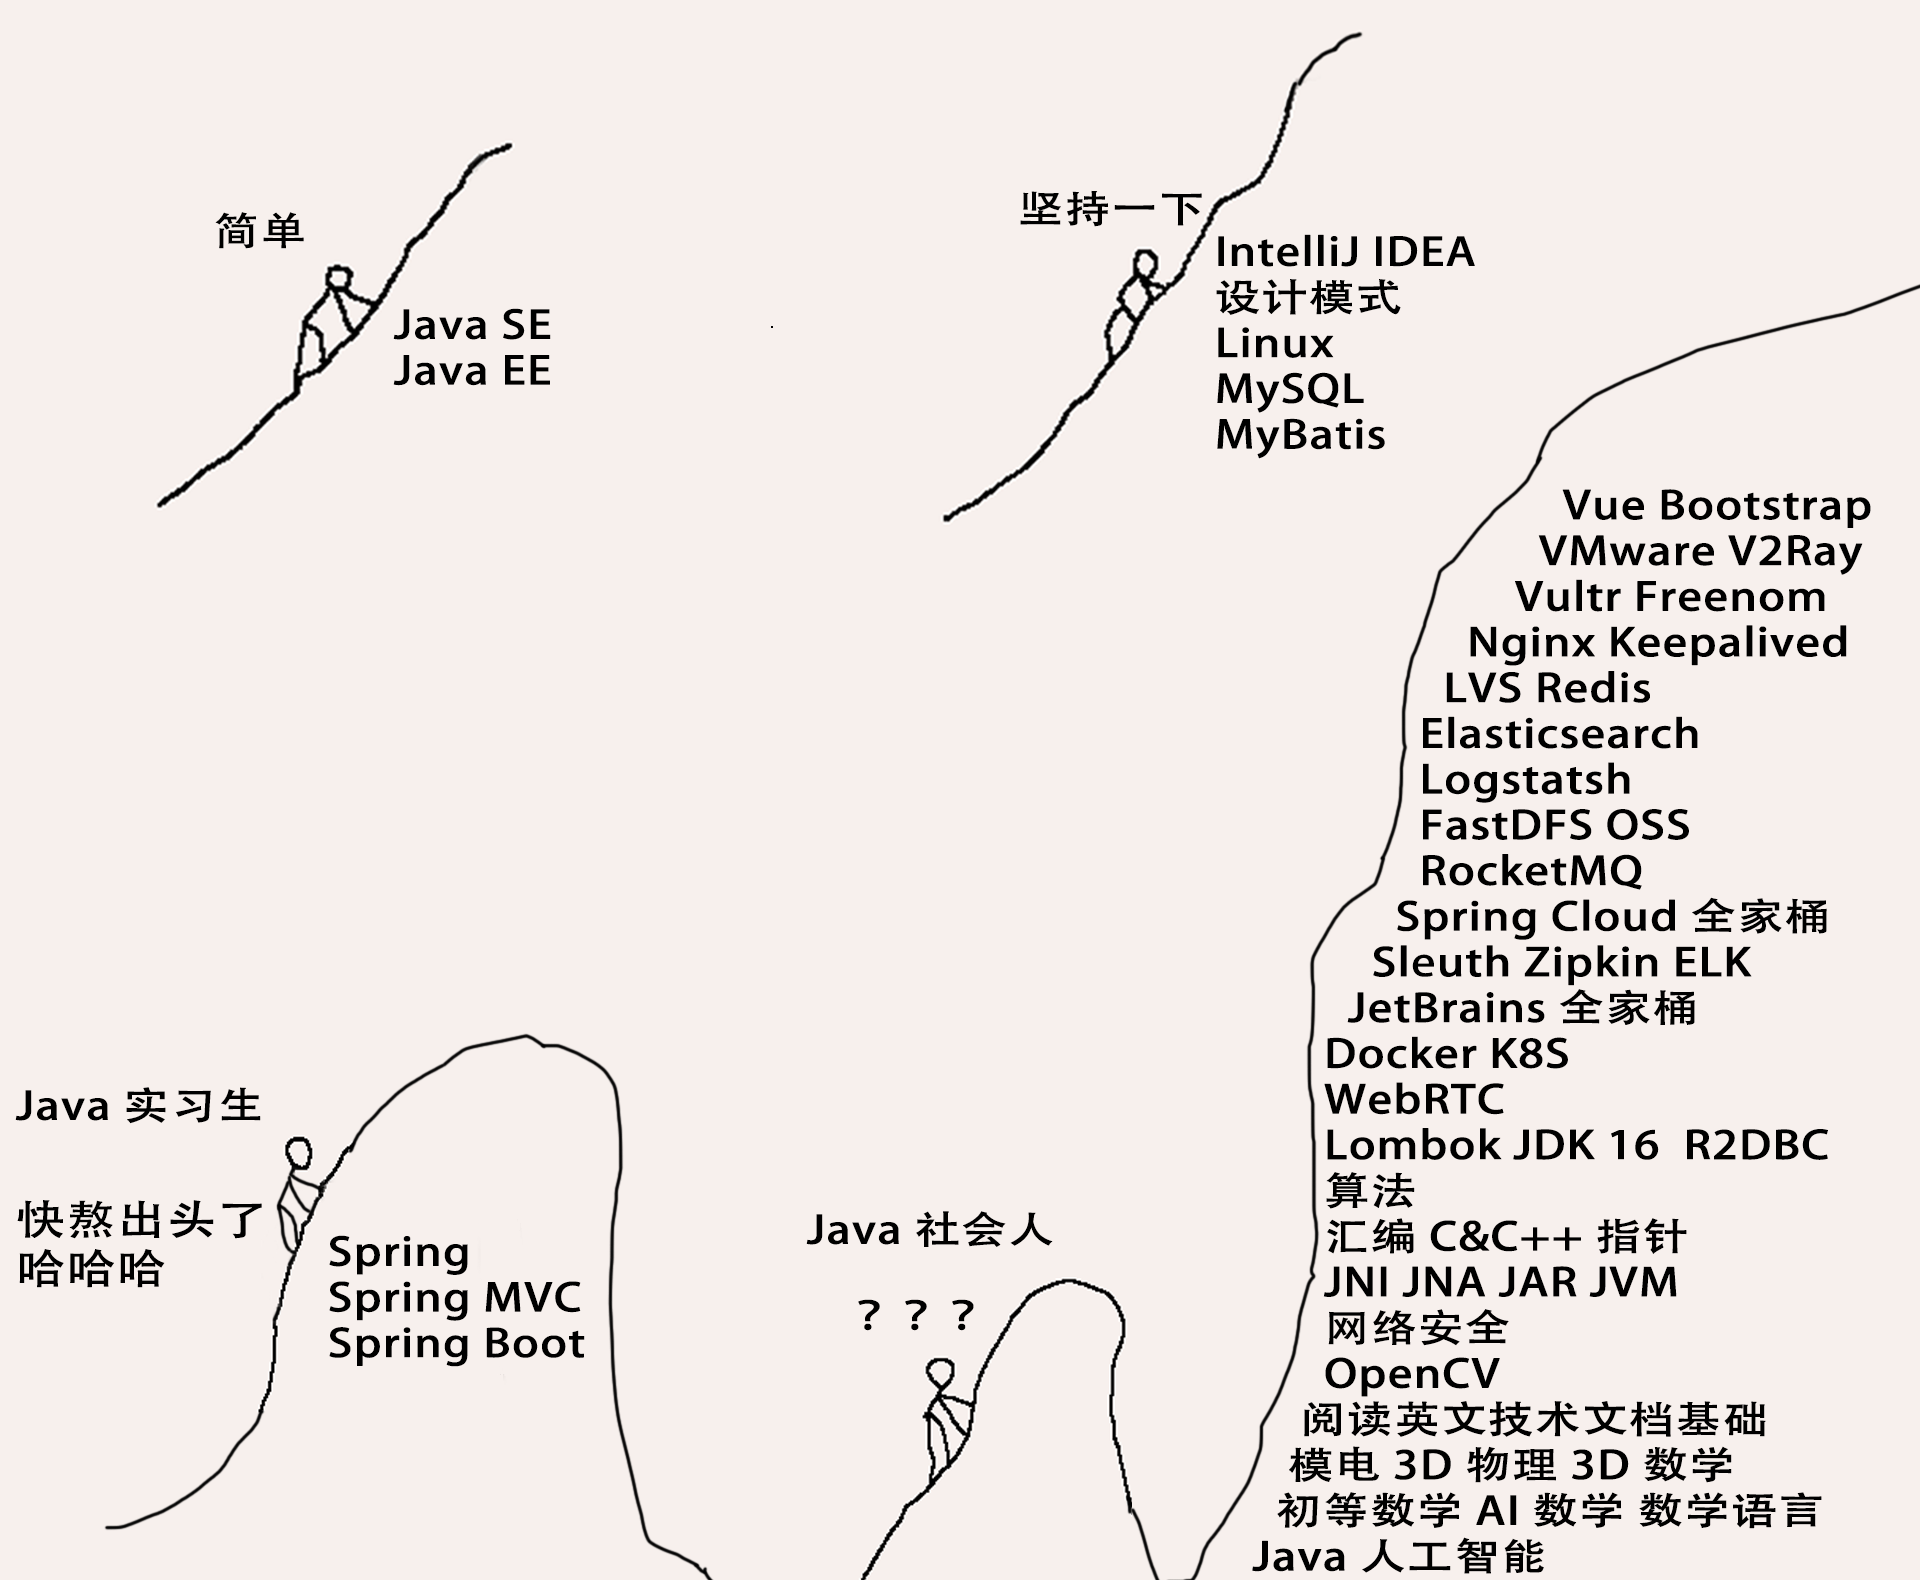 简单
Java SE
Java EE
坚持一下
IntelliJ IDEA
设计模式
Linux
MySQL
MyBatis
Java 实习生
快熬出头了
哈哈哈
Spring
Spring MVC
Spring Boot
Java 社会人
？？？
Vue Bootstrap
VMware V2Ray
Vultr Freenom
Nginx Keepalived
LVS Redis
Elasticsearch
Logstatsh
FastDFS OSS
RocketMQ
Spring Cloud 全家桶
Sleuth Zipkin ELK
JetBrains 全家桶
Docker K8S
WebRTC
Lombok JDK 16 R2DBC
算法
汇编 C&C++ 指针
JNI JNA JAR JVM
网络安全
OpenCV
阅读英文技术文档基础
模电 3D 物理 3D 数学
初等数学 AI 数学 数学语言
Java 人工智能